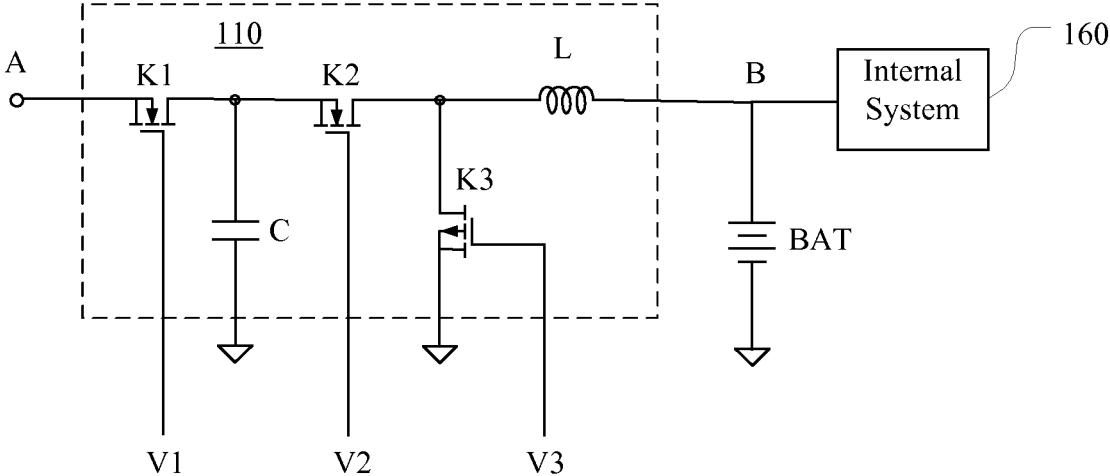 110
160
A
K1
K2
L
B
Internal
System
K3
C
BAT
V1
V2
V3